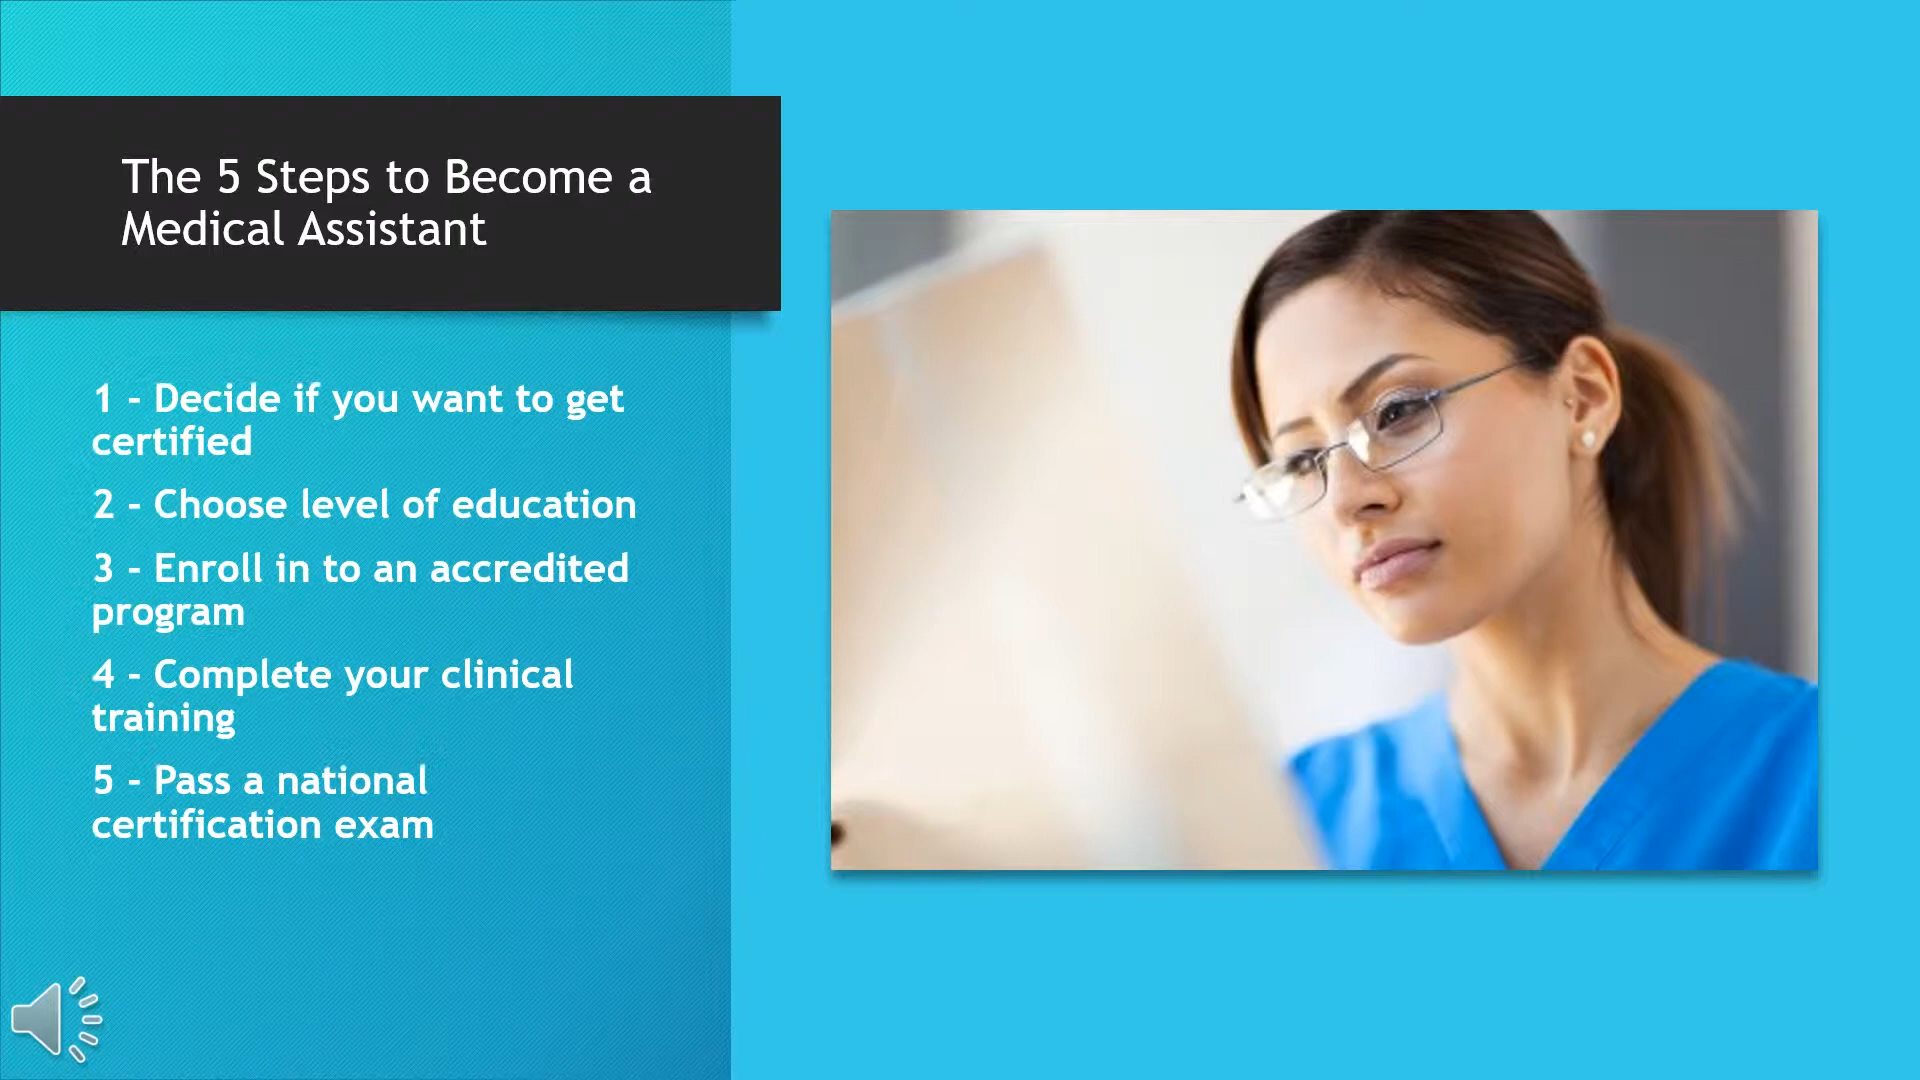 The 5 Steps to Become a
Medical Assistant
1 - Decide if you want to get
certified
2 - Choose level of education
3 - Enroll in to an accredited
program
4 - Complete your clinical
training
5 - Pass a national
certification exam